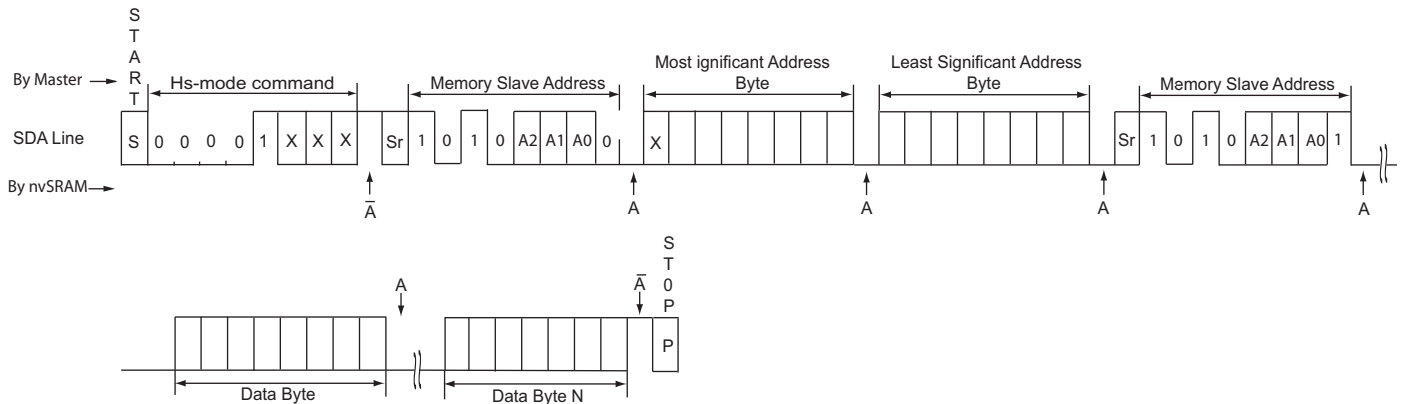 START
By Master
Hs-mode command
Memory Slave Address
Most ignificant Address
Byte
Least Significant Address
Byte
Memory Slave Address
SDA Line
S 0 0 0 0 1 X X X Sr 1 0 1 0 A2 A1 A0 0 X Sr 1 0 1 0 A2 A1 A0 1
By nvSRAM
Ā A A A A
ST0P
A Ā
P
Data Byte
Data Byte N